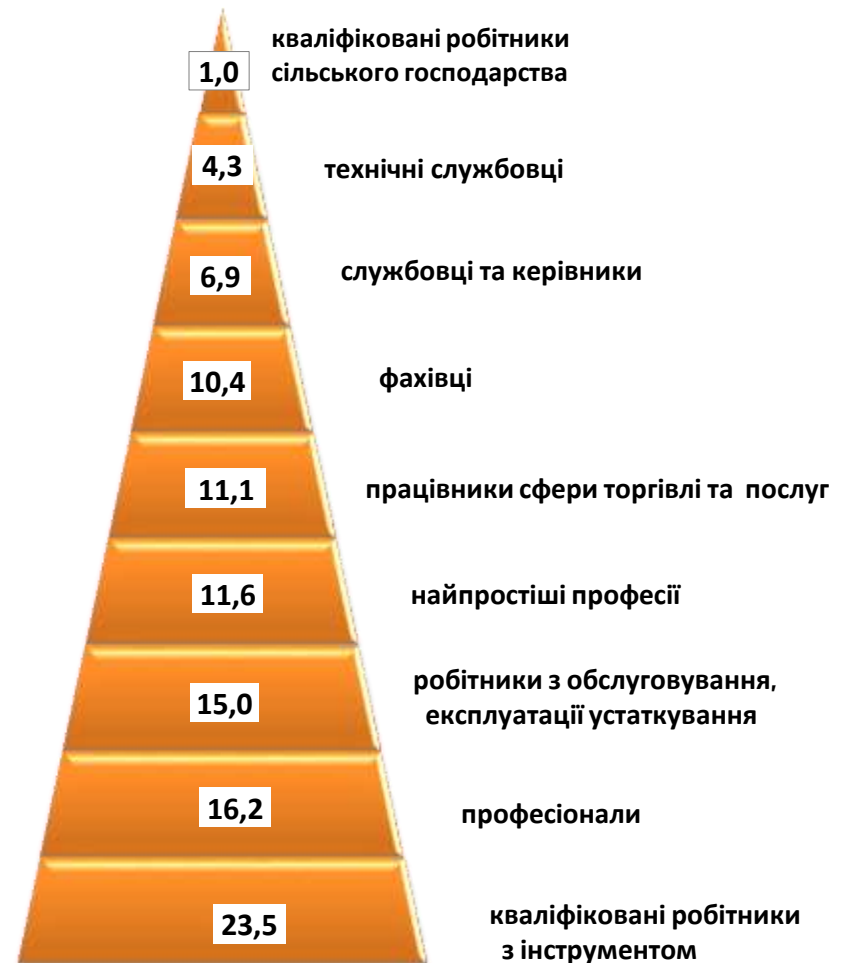 кваліфіковані робітники
1,0 сільського господарства
4,3 технічні службовці
6,9 службовці та керівники
10,4 фахівці
11,1 працівники сфери торгівлі та послуг
11,6 найпростіші професії
робітники з обслуговування,
15,0 експлуатації устаткування
16,2 професіонали
23,5 кваліфіковані робітники
з інструментом